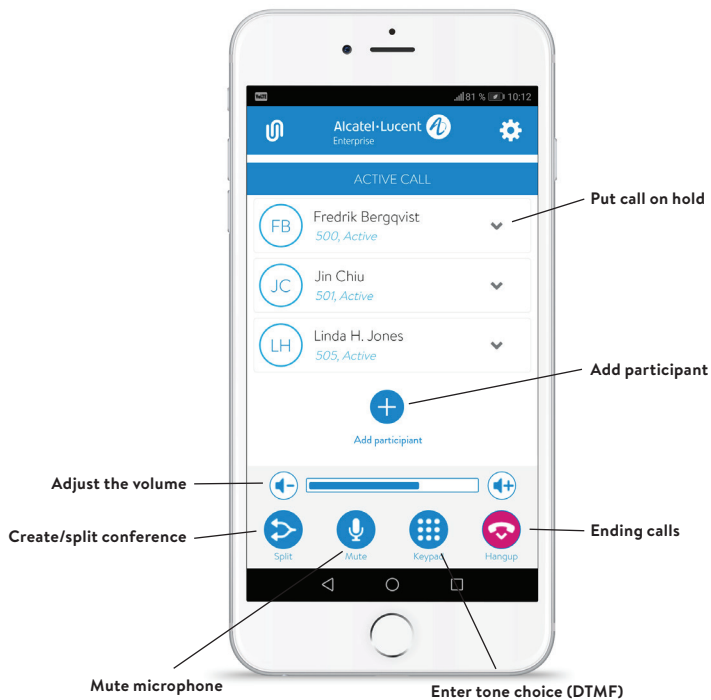 81 % 10:12
Alcatel·Lucent
Enterprise
ACTIVE CALL
FB
Fredrik Bergqvist
500, Active
Put call on hold
JC
Jin Chiu
501, Active
LH
Linda H. Jones
505, Active
Add participant
Add participiant
Adjust the volume
Create/split conference
Ending calls
Split
Mute
Keypad
Hangup
Mute microphone
Enter tone choice (DTMF)